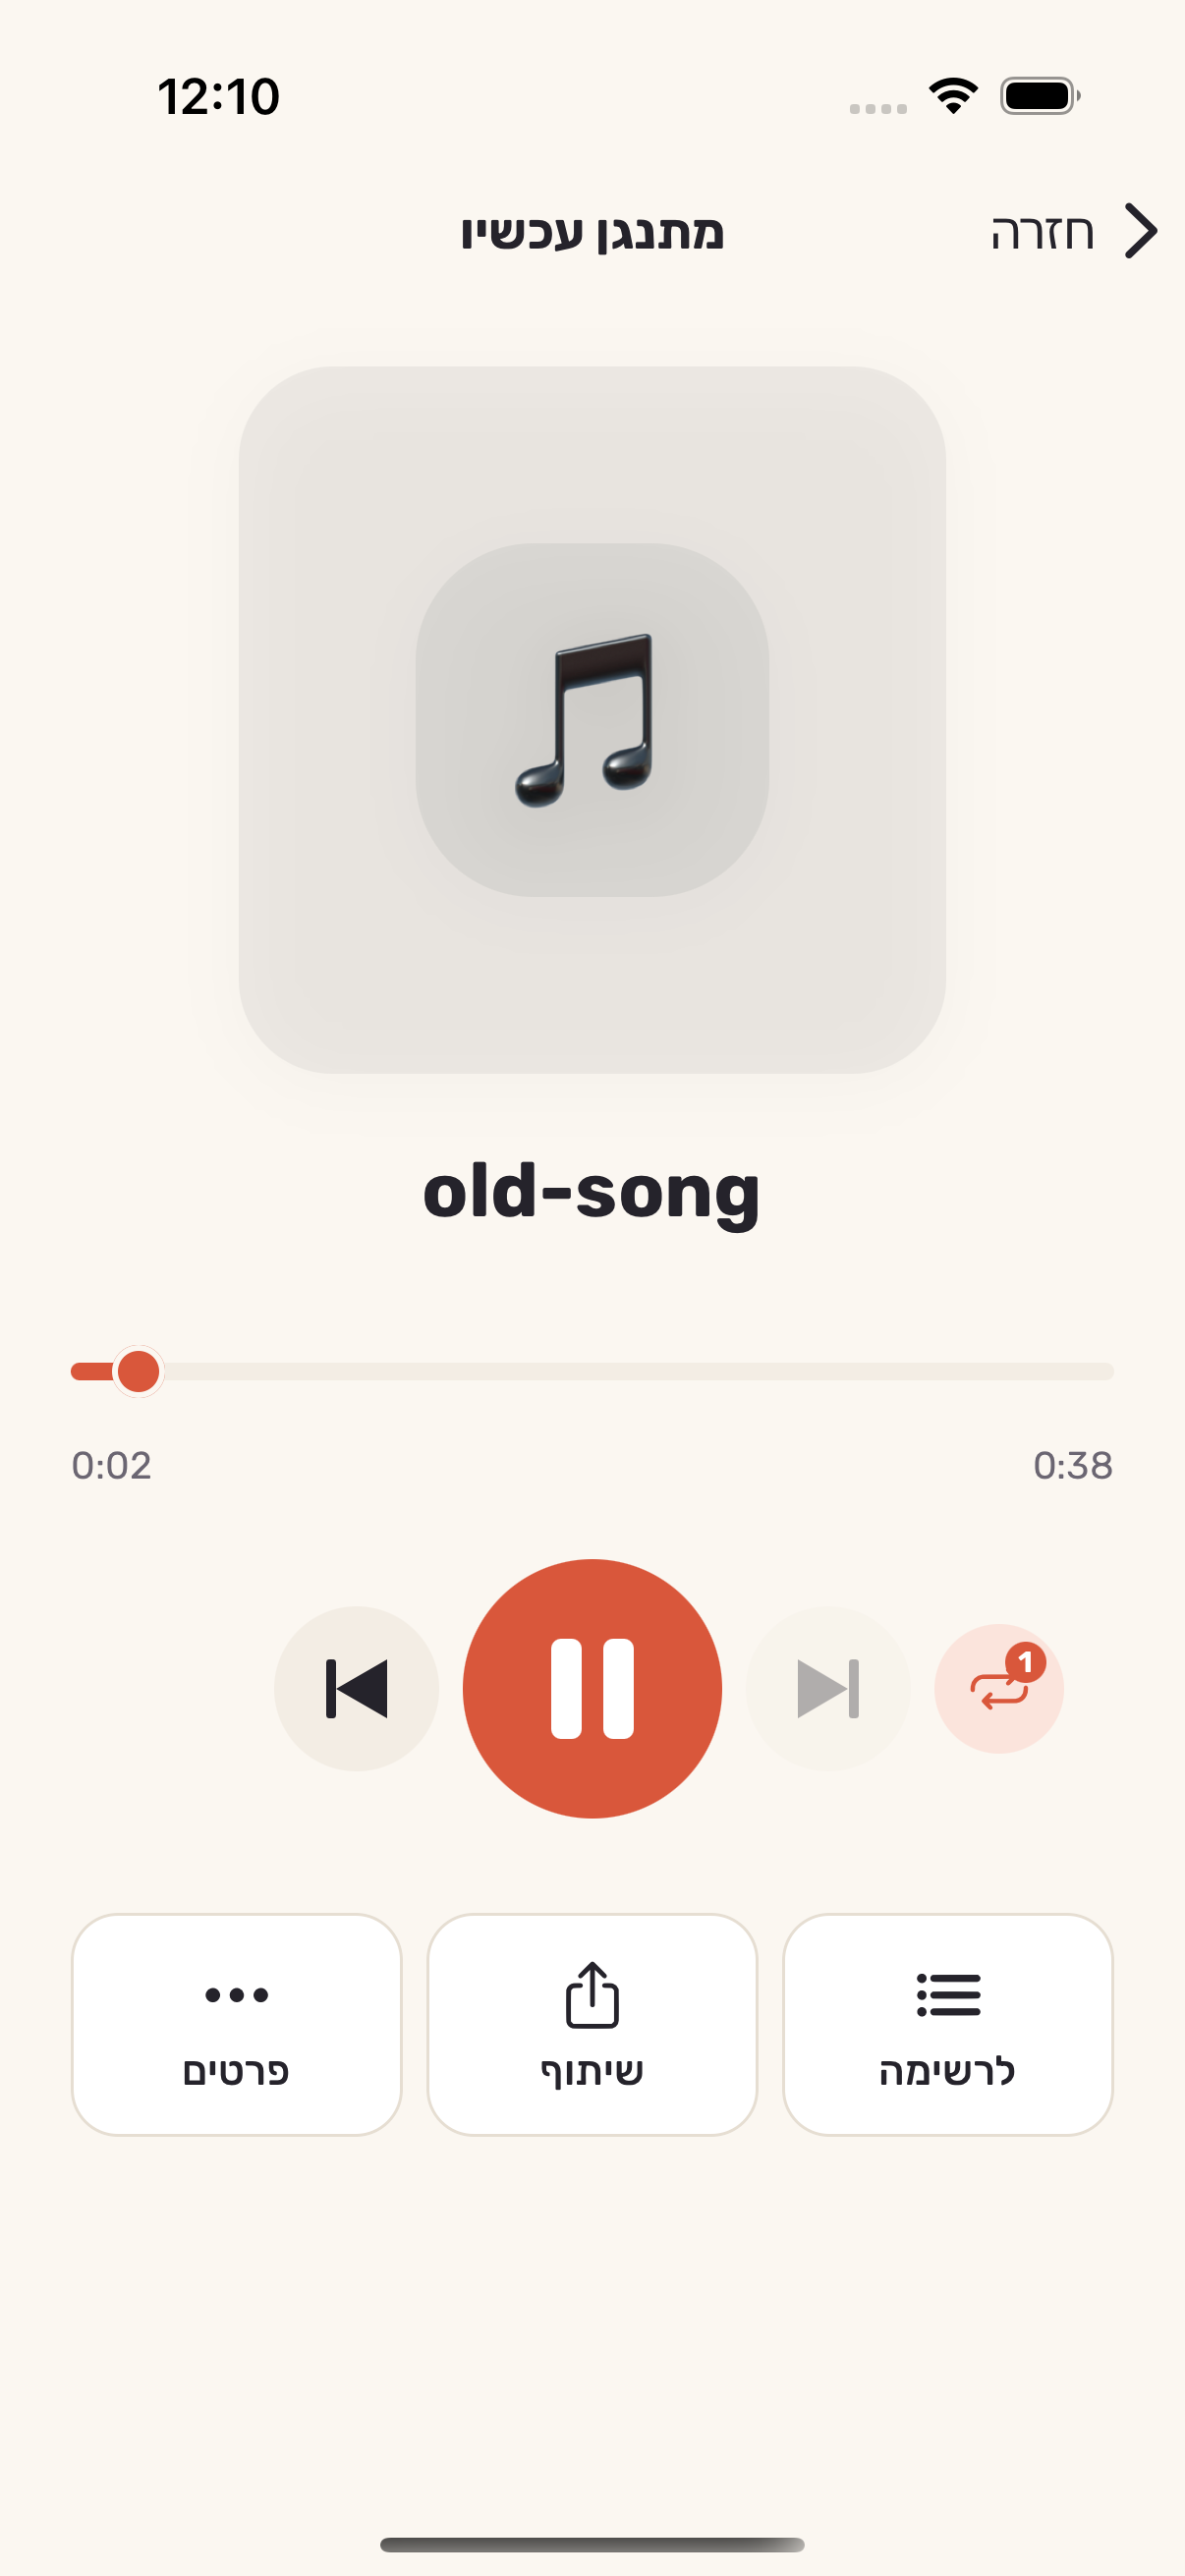 12:10
חזרה
מתנגן עכשיו
old-song
0:02
0:38
1
לרשימה
שיתוף
פרטים